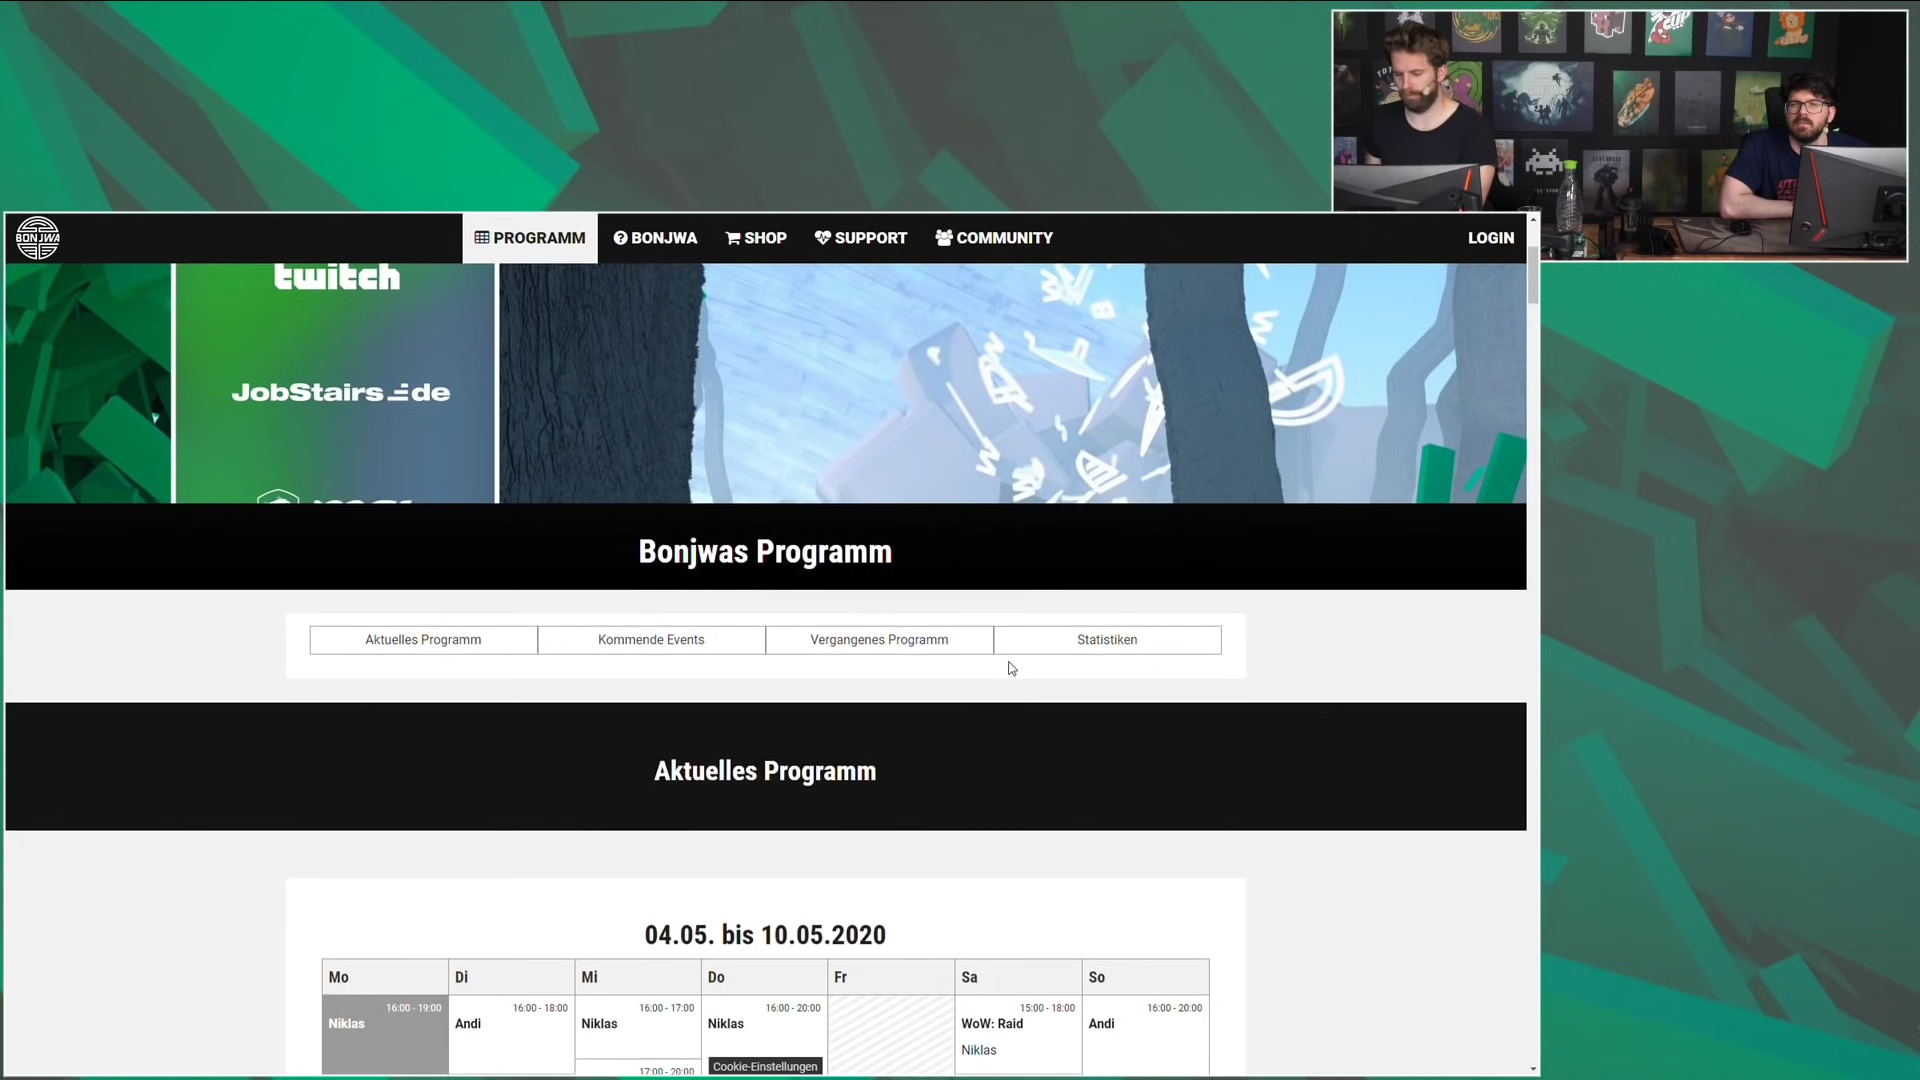 BONJWA
PROGRAMM
BONJWA
SHOP
SUPPORT
COMMUNITY
LOGIN
twitch
JobStairs.de
Bonjwas Programm
Aktuelles Programm
Kommende Events
Vergangenes Programm
Statistiken
Aktuelles Programm
04.05. bis 10.05.2020
Mo
Di
Mi
Do
Fr
Sa
So
16:00 - 19:00
Niklas
16:00 - 18:00
Andi
16:00 - 17:00
Niklas
17:00 - 20:00
16:00 - 20:00
Niklas
15:00 - 18:00
WoW: Raid
Niklas
16:00 - 20:00
Andi
Cookie-Einstellungen